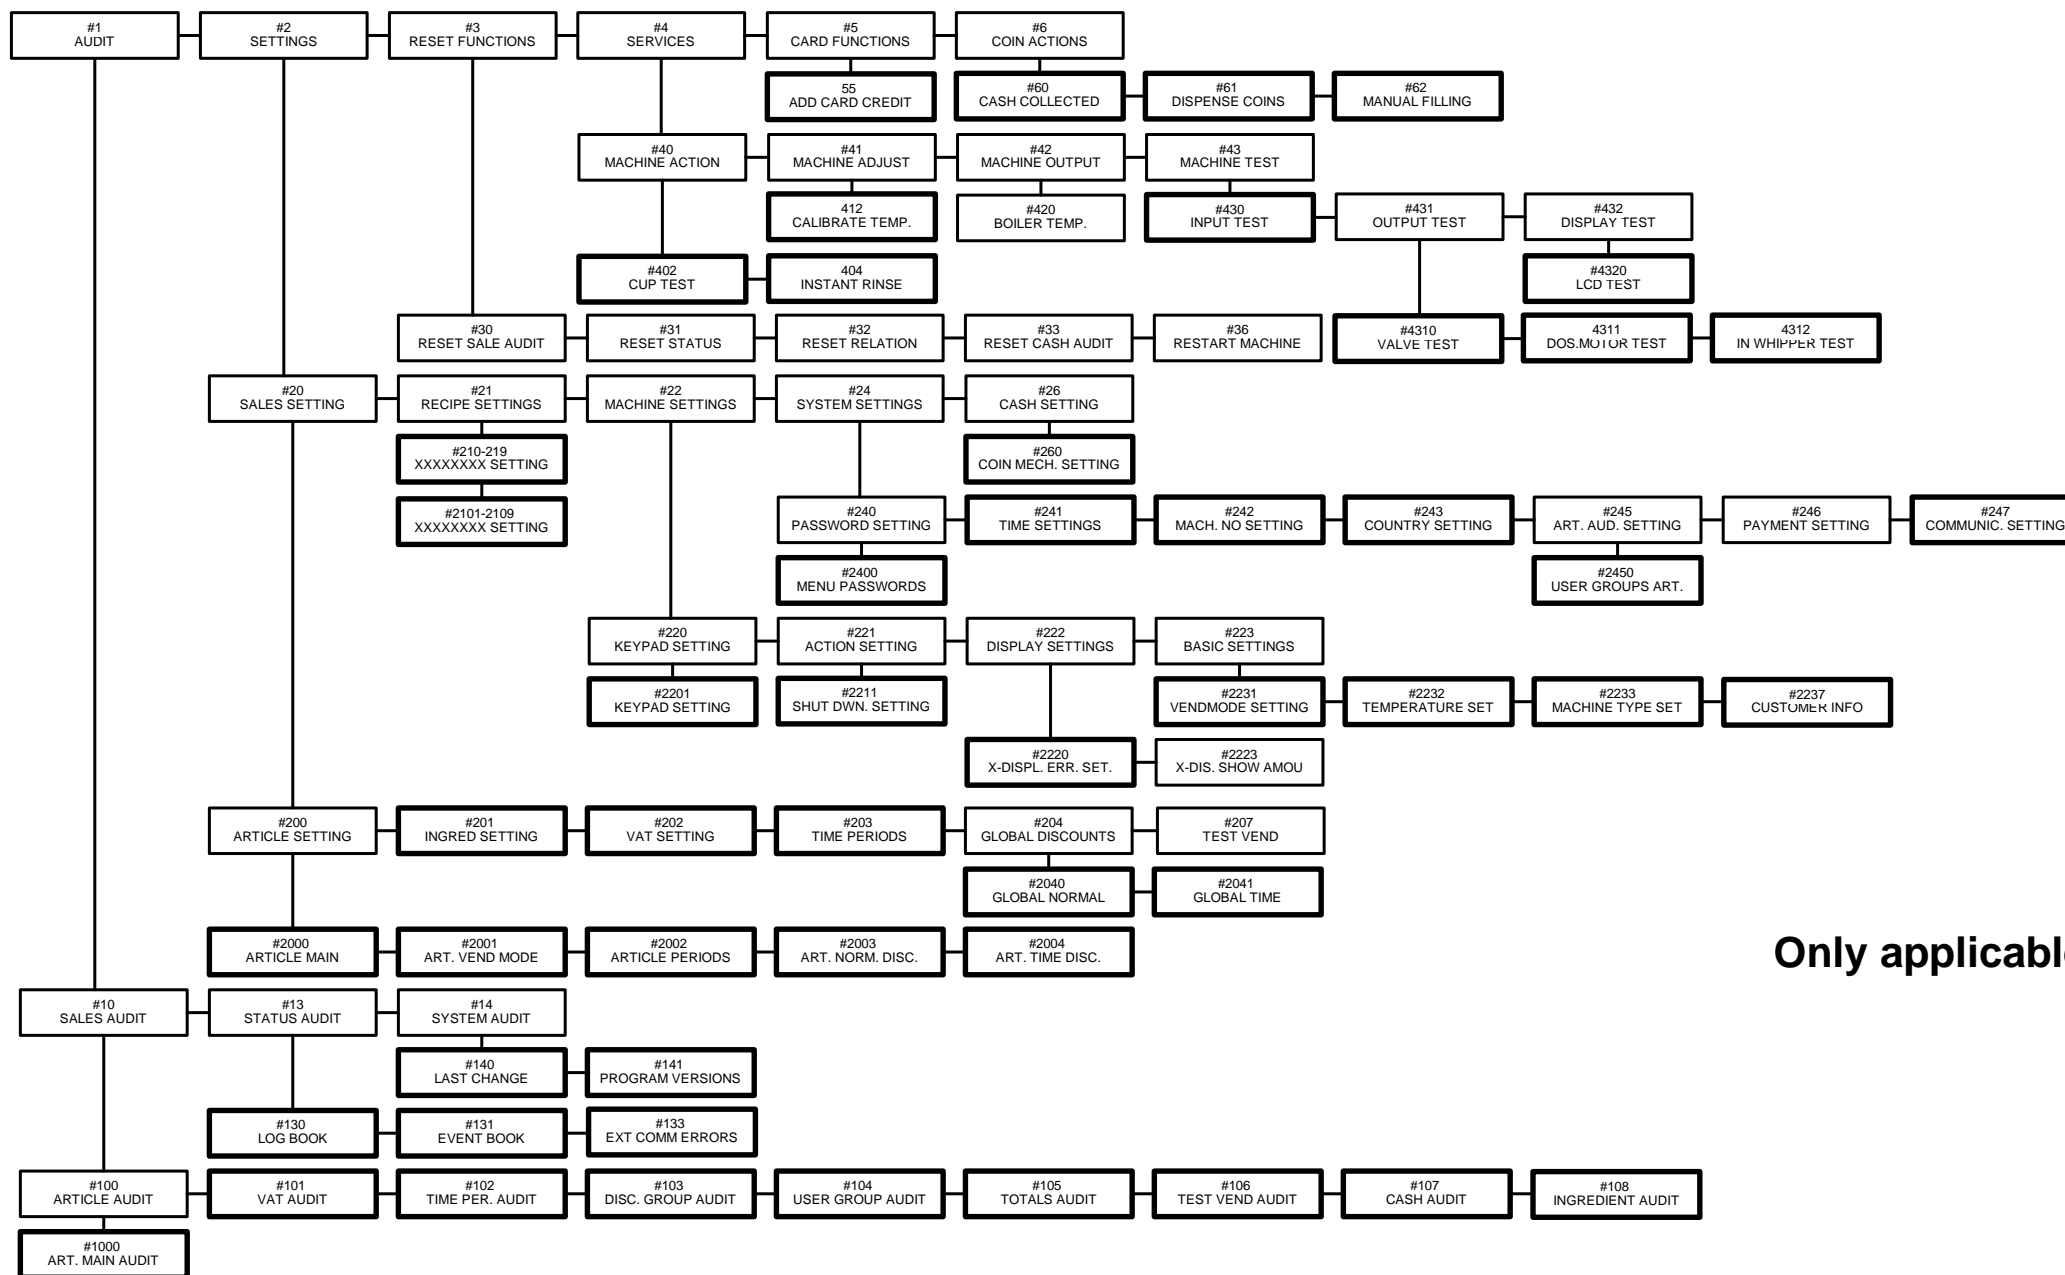 #1
AUDIT
#2
SETTINGS
#3
RESET FUNCTIONS
#4
SERVICES
#5
CARD FUNCTIONS
#6
COIN ACTIONS
55
ADD CARD CREDIT
#60
CASH COLLECTED
#61
DISPENSE COINS
#62
MANUAL FILLING
#40
MACHINE ACTION
#41
MACHINE ADJUST
#42
MACHINE OUTPUT
#43
MACHINE TEST
412
CALIBRATE TEMP.
#420
BOILER TEMP.
#430
INPUT TEST
#431
OUTPUT TEST
#432
DISPLAY TEST
#402
CUP TEST
404
INSTANT RINSE
#4320
LCD TEST
#30
RESET SALE AUDIT
#31
RESET STATUS
#32
RESET RELATION
#33
RESET CASH AUDIT
#36
RESTART MACHINE
#4310
VALVE TEST
4311
DOS.MOTOR TEST
4312
IN WHIPPER TEST
#20
SALES SETTING
#21
RECIPE SETTINGS
#22
MACHINE SETTINGS
#24
SYSTEM SETTINGS
#26
CASH SETTING
#210-219
XXXXXXXX SETTING
#260
COIN MECH. SETTING
#2101-2109
XXXXXXXX SETTING
#240
PASSWORD SETTING
#241
TIME SETTINGS
#242
MACH. NO SETTING
#243
COUNTRY SETTING
#245
ART. AUD. SETTING
#246
PAYMENT SETTING
#247
COMMUNIC. SETTING
#2400
MENU PASSWORDS
#2450
USER GROUPS ART.
#220
KEYPAD SETTING
#221
ACTION SETTING
#222
DISPLAY SETTINGS
#223
BASIC SETTINGS
#2201
KEYPAD SETTING
#2211
SHUT DWN. SETTING
#2231
VENDMODE SETTING
#2232
TEMPERATURE SET
#2233
MACHINE TYPE SET
#2237
CUSTOMER INFO
#2220
X-DISPL. ERR. SET.
#2223
X-DIS. SHOW AMOU
#200
ARTICLE SETTING
#201
INGRED SETTING
#202
VAT SETTING
#203
TIME PERIODS
#204
GLOBAL DISCOUNTS
#207
TEST VEND
#2040
GLOBAL NORMAL
#2041
GLOBAL TIME
#2000
ARTICLE MAIN
#2001
ART. VEND MODE
#2002
ARTICLE PERIODS
#2003
ART. NORM. DISC.
#2004
ART. TIME DISC.
Only applicable
#10
SALES AUDIT
#13
STATUS AUDIT
#14
SYSTEM AUDIT
#140
LAST CHANGE
#141
PROGRAM VERSIONS
#130
LOG BOOK
#131
EVENT BOOK
#133
EXT COMM ERRORS
#100
ARTICLE AUDIT
#101
VAT AUDIT
#102
TIME PER. AUDIT
#103
DISC. GROUP AUDIT
#104
USER GROUP AUDIT
#105
TOTALS AUDIT
#106
TEST VEND AUDIT
#107
CASH AUDIT
#108
INGREDIENT AUDIT
#1000
ART. MAIN AUDIT